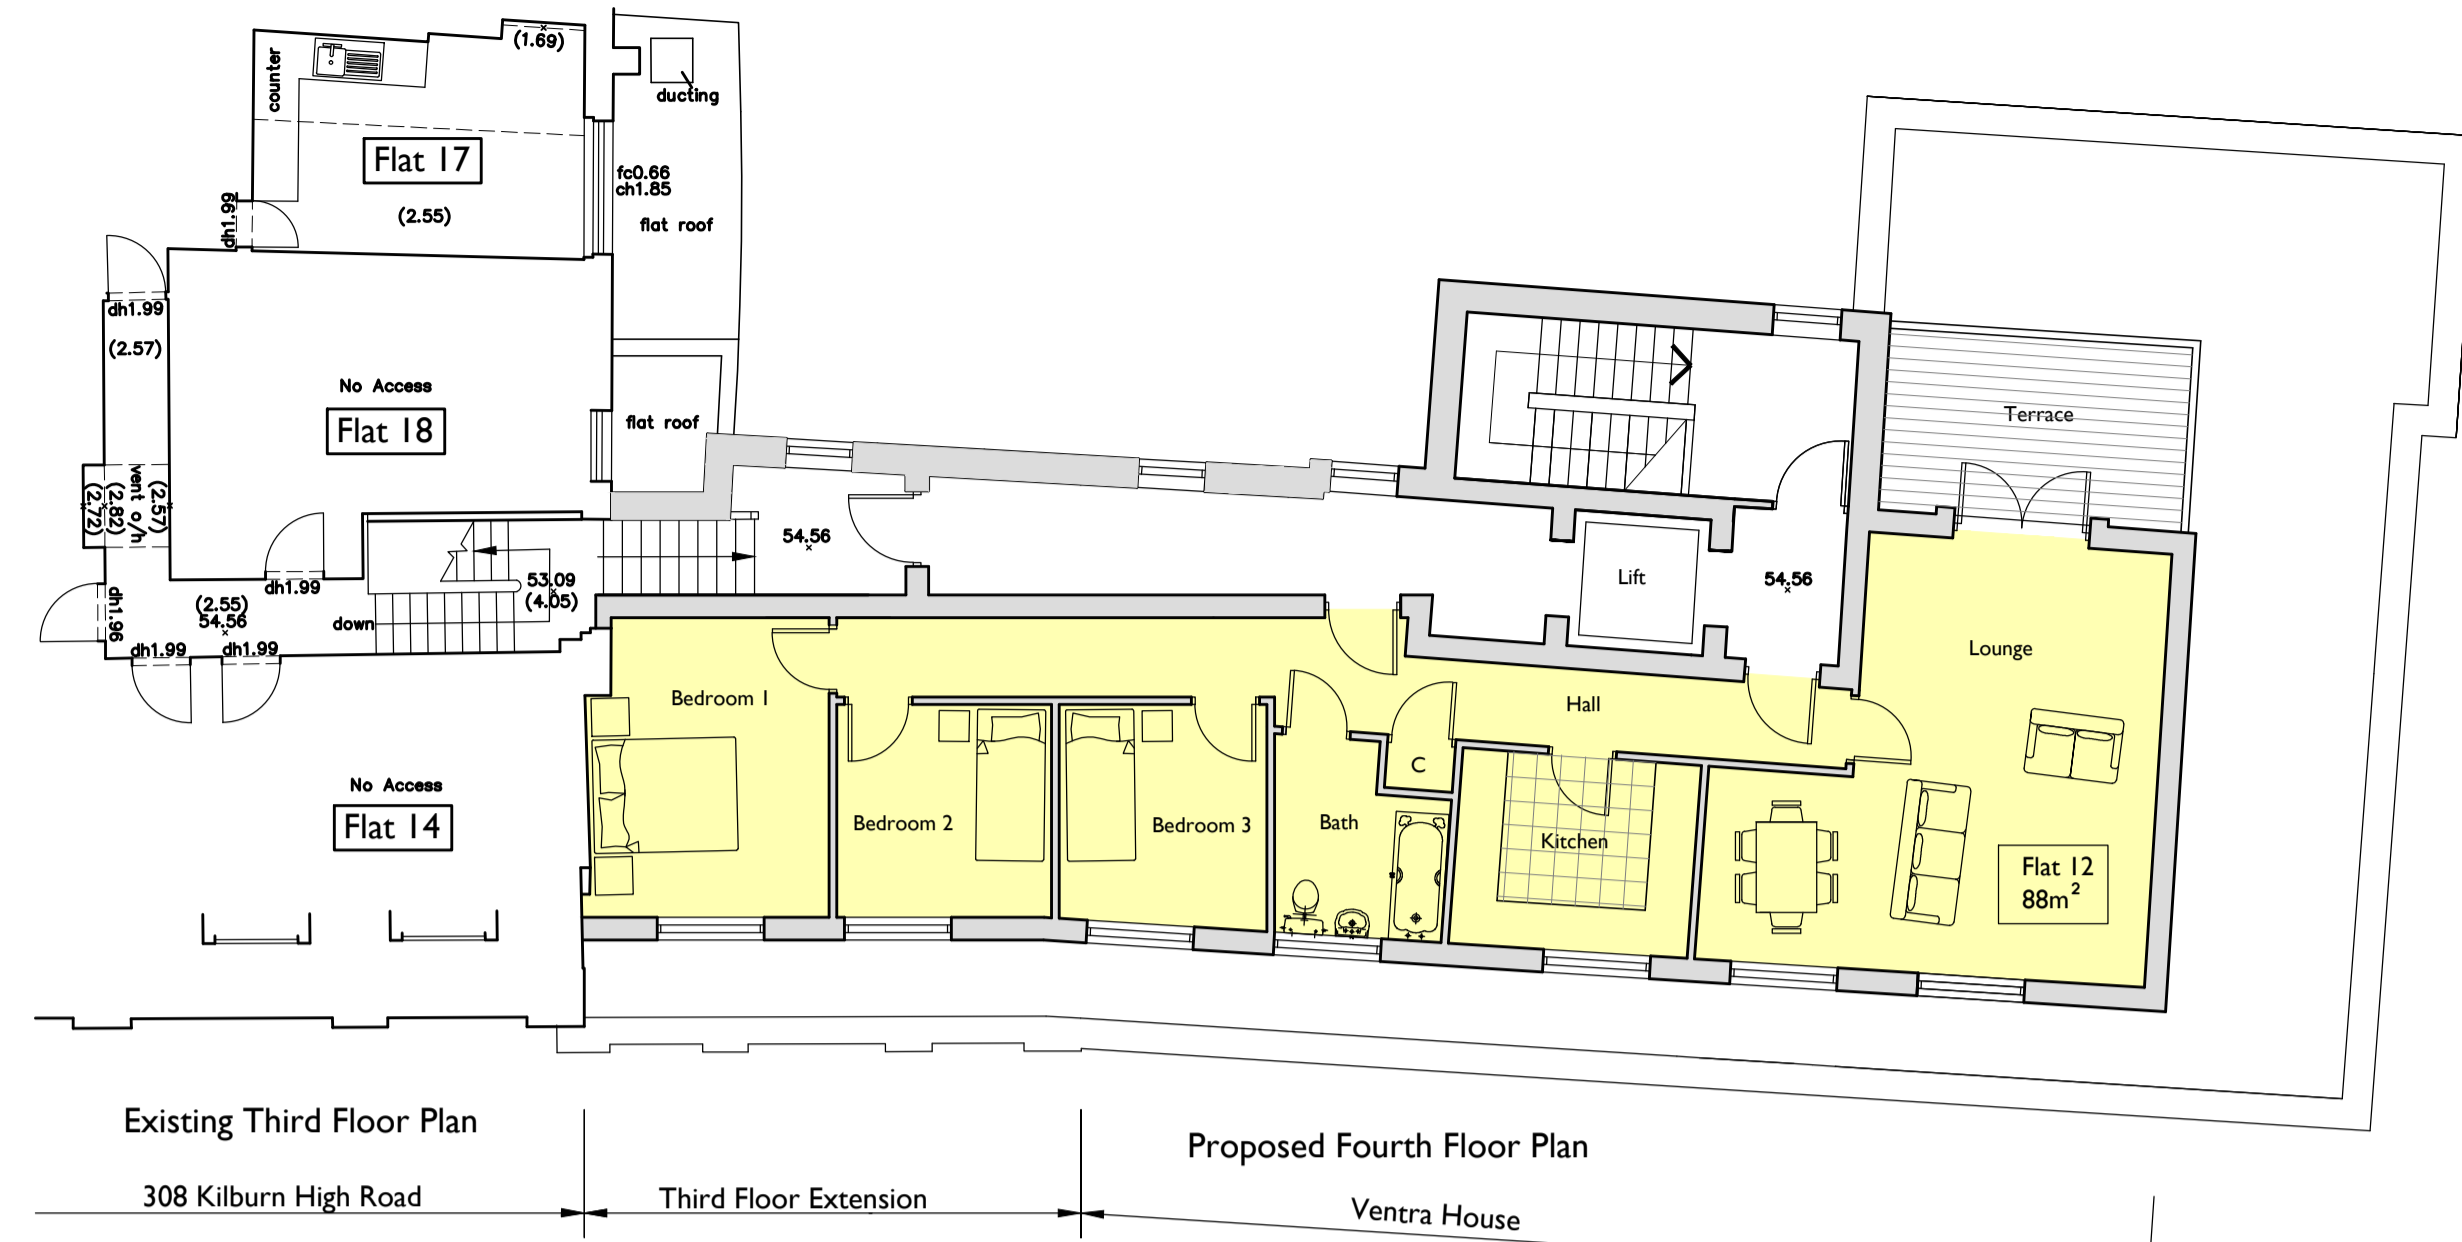 (1.69)
counter
ducting
Flat 17
fc0.66
ch1.85
dh1.99
(2.55)
flat roof
dh1.99
(2.57)
No Access
Flat 18
flat roof
Terrace
vent o/h
(2.57)
(2.82)
(2.72)
54.56
Lift
54.56
dh1.99
53.09
(4.05)
dh1.96
(2.55)
54.56
down
dh1.99
dh1.99
Lounge
Bedroom 1
Hall
No Access
C
Flat 14
Bedroom 2
Bedroom 3
Bath
Kitchen
Flat 12
88m²
Existing Third Floor Plan
Proposed Fourth Floor Plan
308 Kilburn High Road
Third Floor Extension
Ventra House